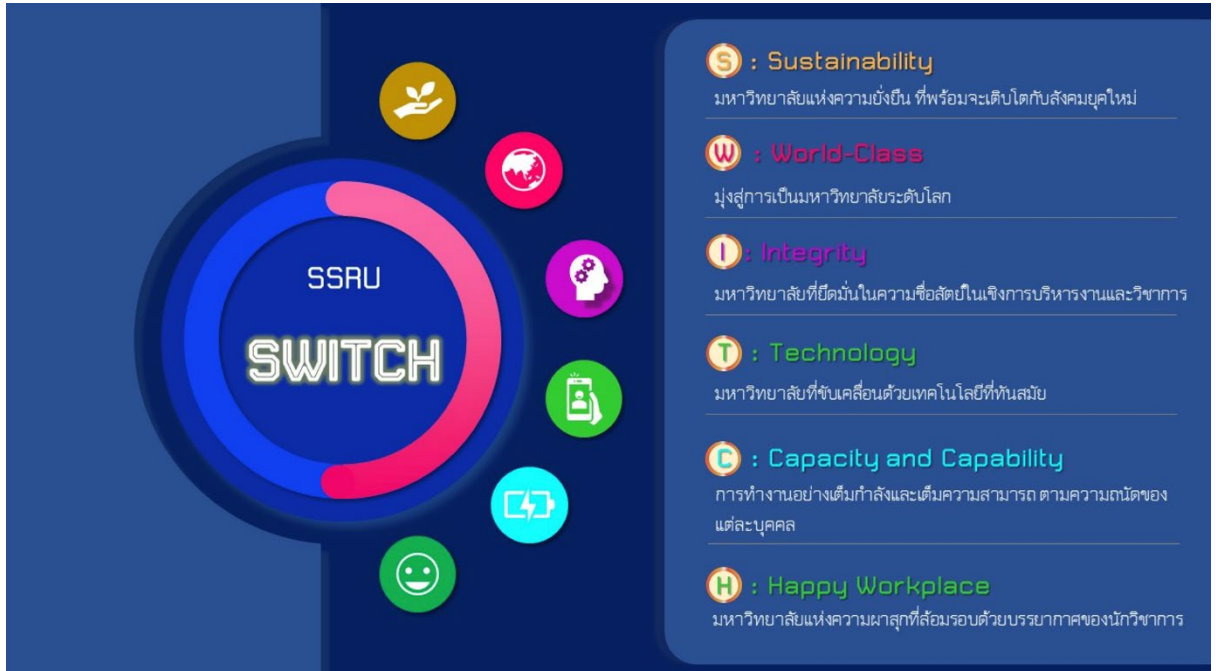 SSRU
SWITCH
S : Sustainability
มหาวิทยาลัยแห่งความยั่งยืน ที่พร้อมจะเติบโตกับสังคมยุคใหม่
W : World-Class
มุ่งสู่การเป็นมหาวิทยาลัยระดับโลก
I : Integrity
มหาวิทยาลัยที่ยึดมั่นในความซื่อสัตย์ในเชิงการบริหารงานและวิชาการ
T : Technology
มหาวิทยาลัยที่ขับเคลื่อนด้วยเทคโนโลยีที่ทันสมัย
C : Capacity and Capability
การทำงานอย่างเต็มกำลังและเต็มความสามารถ ตามความถนัดของ
แต่ละบุคคล
H : Happy Workplace
มหาวิทยาลัยแห่งความผาสุกที่ล้อมรอบด้วยบรรยากาศของนักวิชาการ